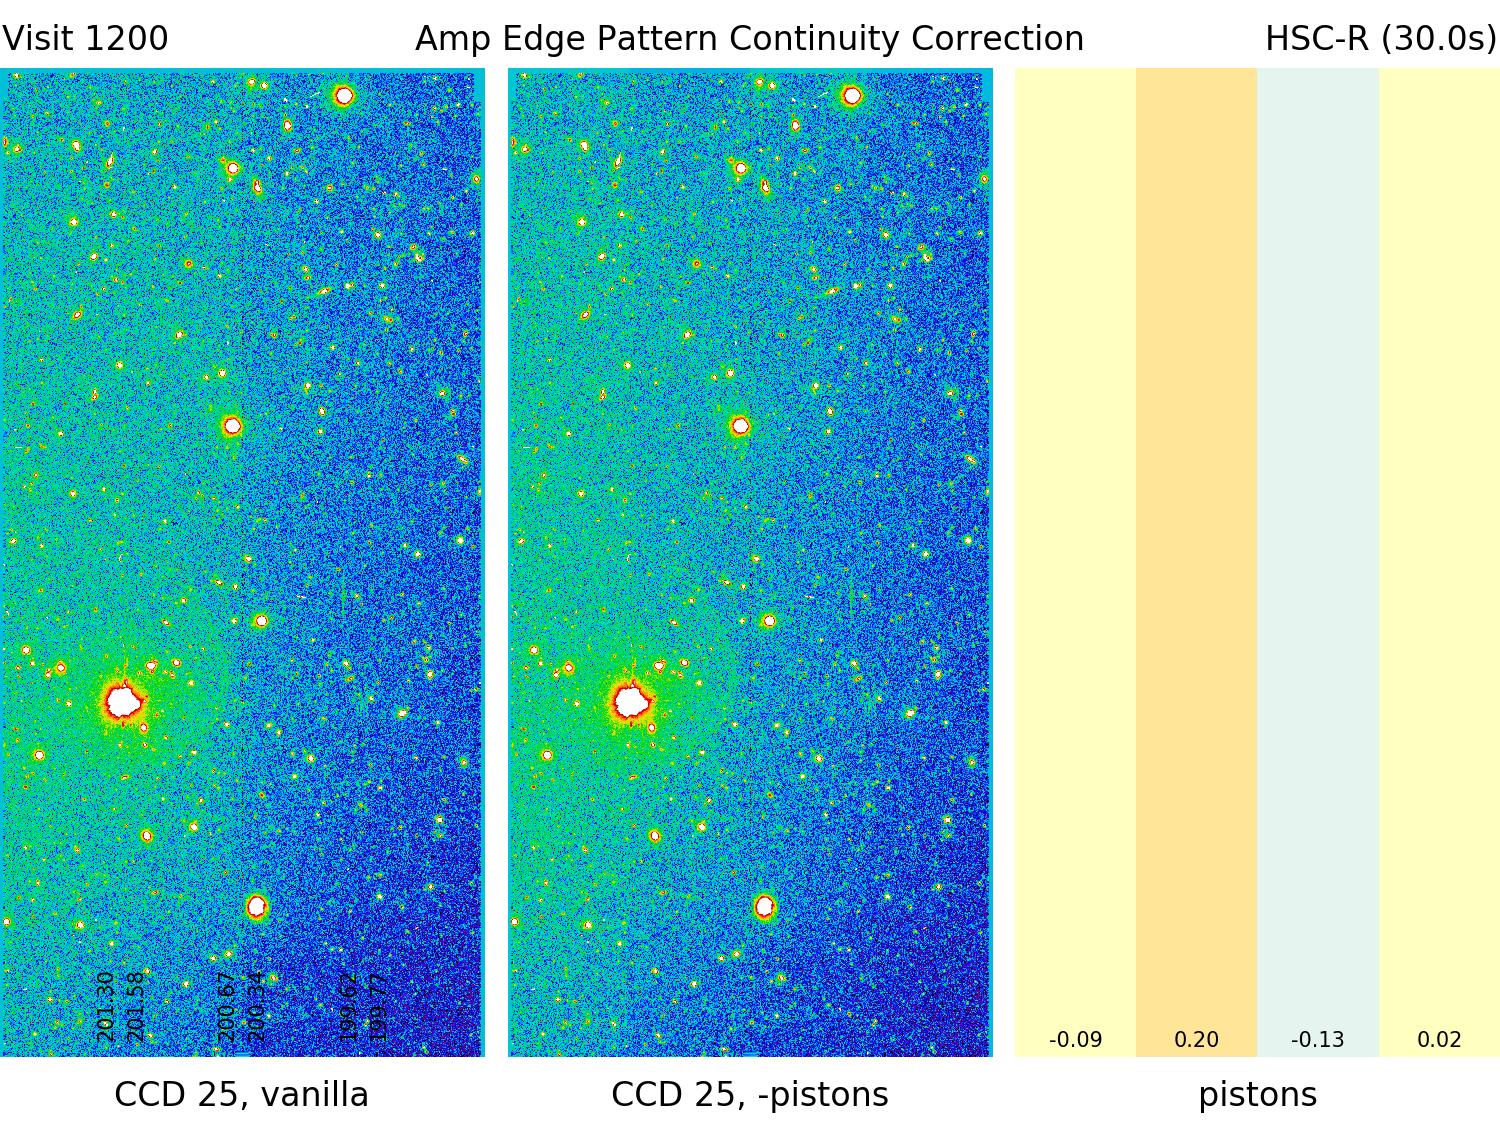 Visit 1200
Amp Edge Pattern Continuity Correction
HSC-R (30.0s)
201.30
201.58
200.67
200.34
199.62
199.77
-0.09
0.20
-0.13
0.02
CCD 25, vanilla
CCD 25, -pistons
pistons